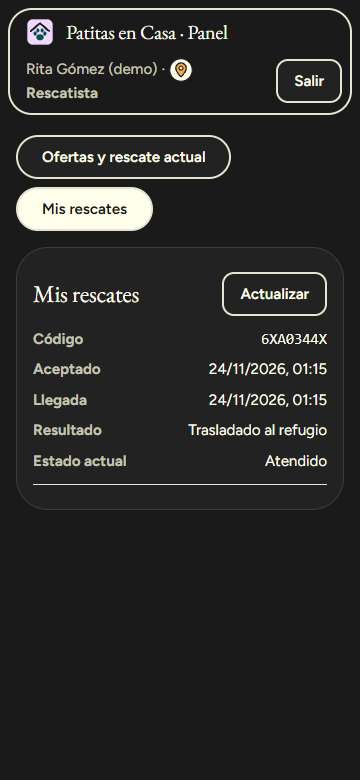 Patitas en Casa · Panel
Rita Gómez (demo) ·
Rescatista
Salir
Ofertas y rescate actual
Mis rescates
Mis rescates
Actualizar
Código 6XA0344X
Aceptado 24/11/2026, 01:15
Llegada 24/11/2026, 01:15
Resultado Trasladado al refugio
Estado actual Atendido